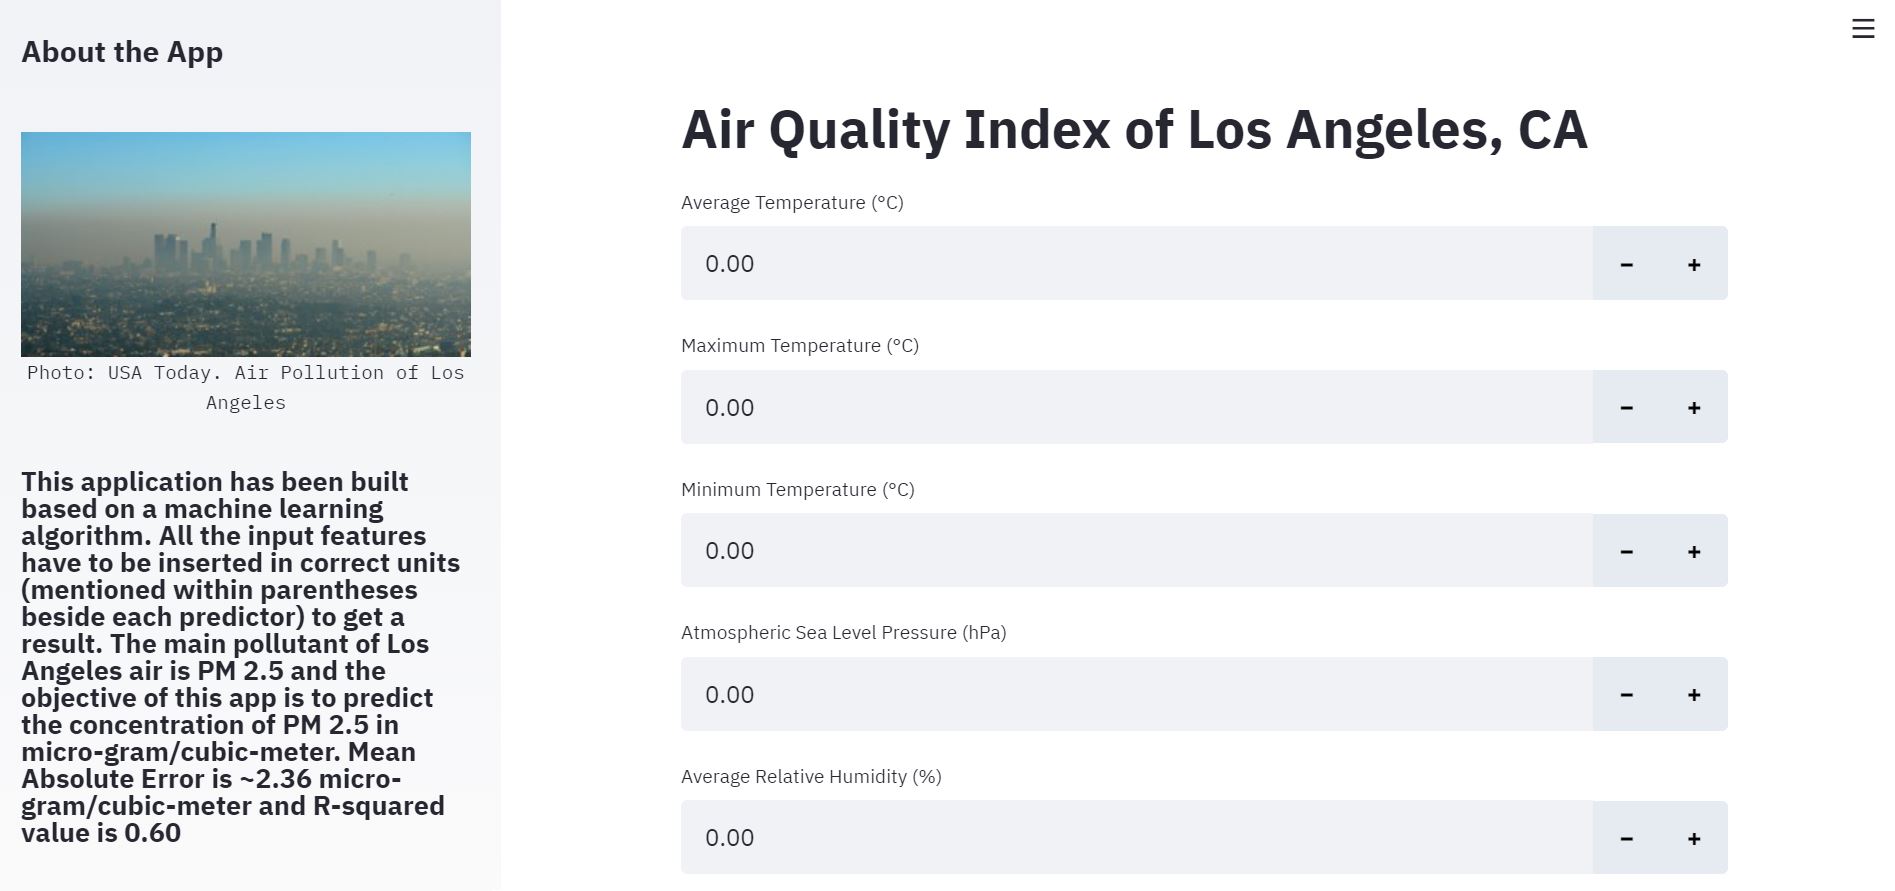 About the App
Photo: USA Today. Air Pollution of Los
Angeles
This application has been built
based on a machine learning
algorithm. All the input features
have to be inserted in correct units
(mentioned within parentheses
beside each predictor) to get a
result. The main pollutant of Los
Angeles air is PM 2.5 and the
objective of this app is to predict
the concentration of PM 2.5 in
micro-gram/cubic-meter. Mean
Absolute Error is ~2.36 micro-
gram/cubic-meter and R-squared
value is 0.60
Air Quality Index of Los Angeles, CA
Average Temperature (°C)
0.00 − +
Maximum Temperature (°C)
0.00 − +
Minimum Temperature (°C)
0.00 − +
Atmospheric Sea Level Pressure (hPa)
0.00 − +
Average Relative Humidity (%)
0.00 − +